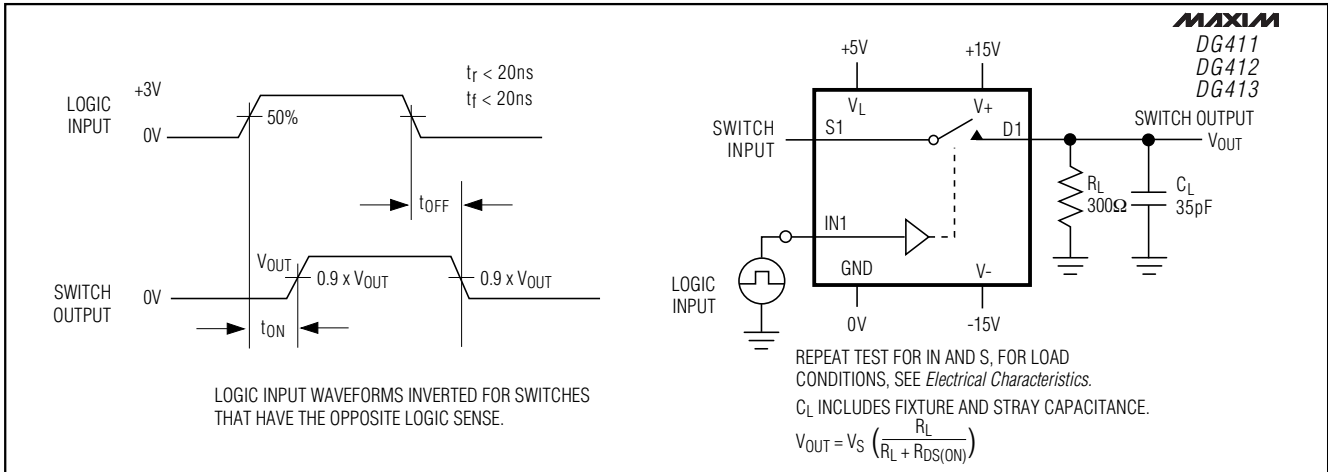 MAXIM
DG411
DG412
DG413
LOGIC
INPUT
+3V
0V
50%
tr < 20ns
tf < 20ns
tOFF
SWITCH
OUTPUT
VOUT
0V
0.9 x VOUT
0.9 x VOUT
tON
LOGIC INPUT WAVEFORMS INVERTED FOR SWITCHES
THAT HAVE THE OPPOSITE LOGIC SENSE.
+5V
+15V
VL
V+
SWITCH
INPUT
S1
D1
SWITCH OUTPUT
VOUT
RL
300Ω
CL
35pF
IN1
LOGIC
INPUT
GND
V-
0V
-15V
REPEAT TEST FOR IN AND S, FOR LOAD
CONDITIONS, SEE Electrical Characteristics.
CL INCLUDES FIXTURE AND STRAY CAPACITANCE.
VOUT = VS (RL / RL + RDS(ON))